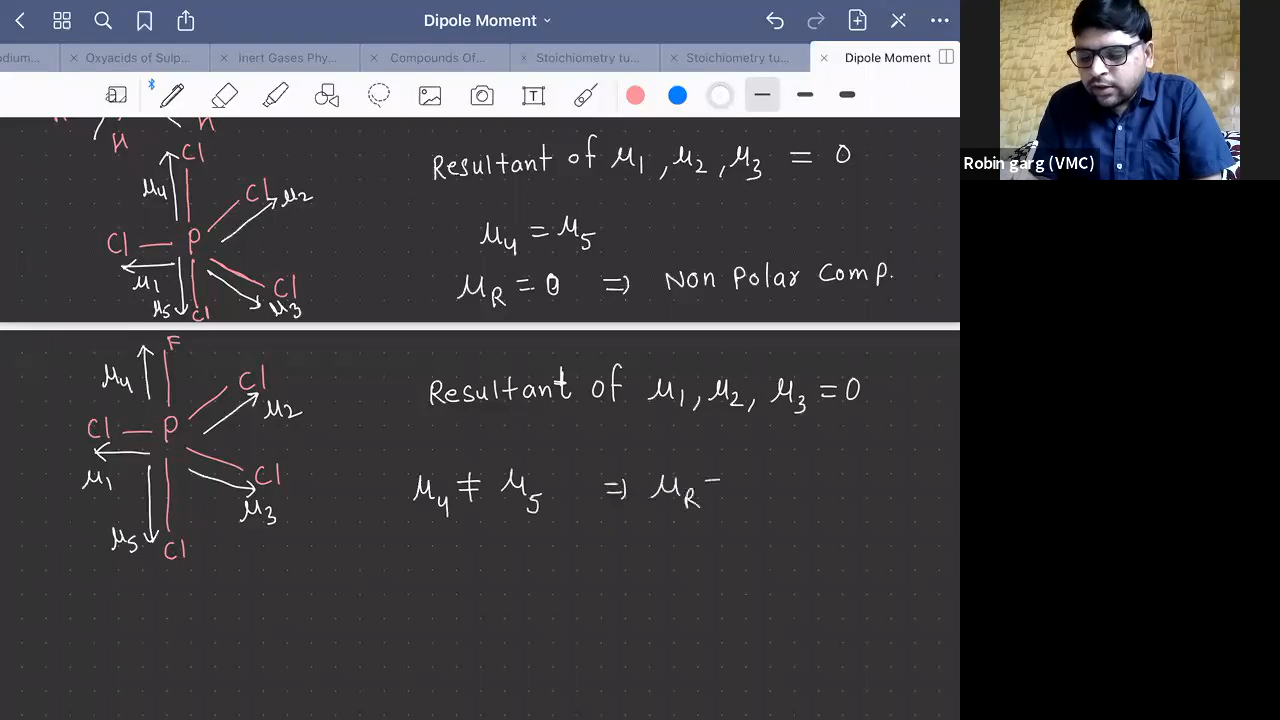 Dipole Moment
odium...
Oxyacids of Sulp...
Inert Gases Phy...
Compounds Of...
Stoichiometry tu...
Stoichiometry tu...
Dipole Moment
T
H
H
Cl
μ4
Cl
μ2
Cl
P
μ1
Cl
μ5
Cl
μ3
Resultant of μ1, μ2, μ3 = 0
μ4 = μ5
μR = 0 ⇒ Non Polar Comp.
F
μ4
Cl
μ2
Cl
P
μ1
Cl
μ3
μ5
Cl
Resultant of μ1, μ2, μ3 = 0
μ4 ≠ μ5 ⇒ μR -
Robin garg (VMC)